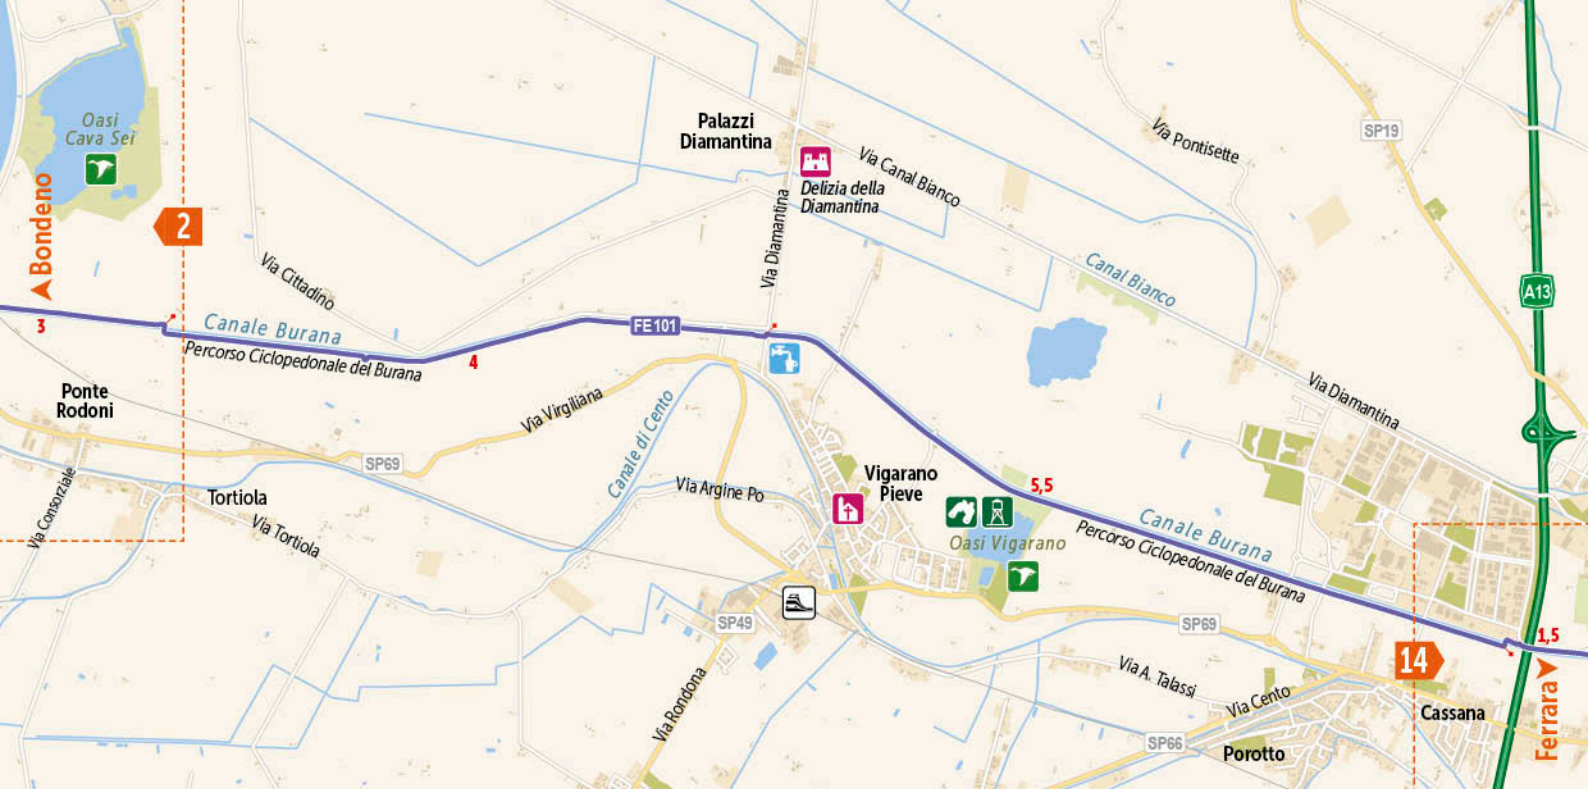 Oasi
Cava Sei
Bondeno
2
3
Via Cittadino
Canale Burana
Percorso Ciclopedonale del Burana
4
FE101
Palazzi
Diamantina
Delizia della
Diamantina
Via Canal Bianco
Via Diamantina
Via Pontisette
SP19
A13
Canal Bianco
Via Diamantina
Ponte
Rodoni
Via Virgiliana
Canale di Cento
SP69
Tortiola
Via Consorziale
Via Tortiola
Via Argine Po
Vigarano
Pieve
5,5
Oasi Vigarano
Canale Burana
Percorso Ciclopedonale del Burana
SP49
SP69
Via Rondona
Via A. Talassi
Via Cento
SP66
Porotto
14
Cassana
1,5
Ferrara